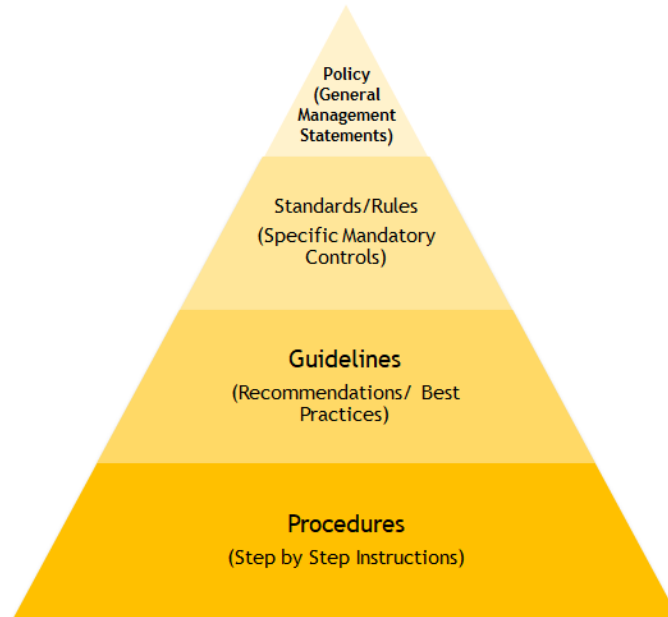 Policy
(General
Management
Statements)
Standards/Rules
(Specific Mandatory
Controls)
Guidelines
(Recommendations/ Best
Practices)
Procedures
(Step by Step Instructions)